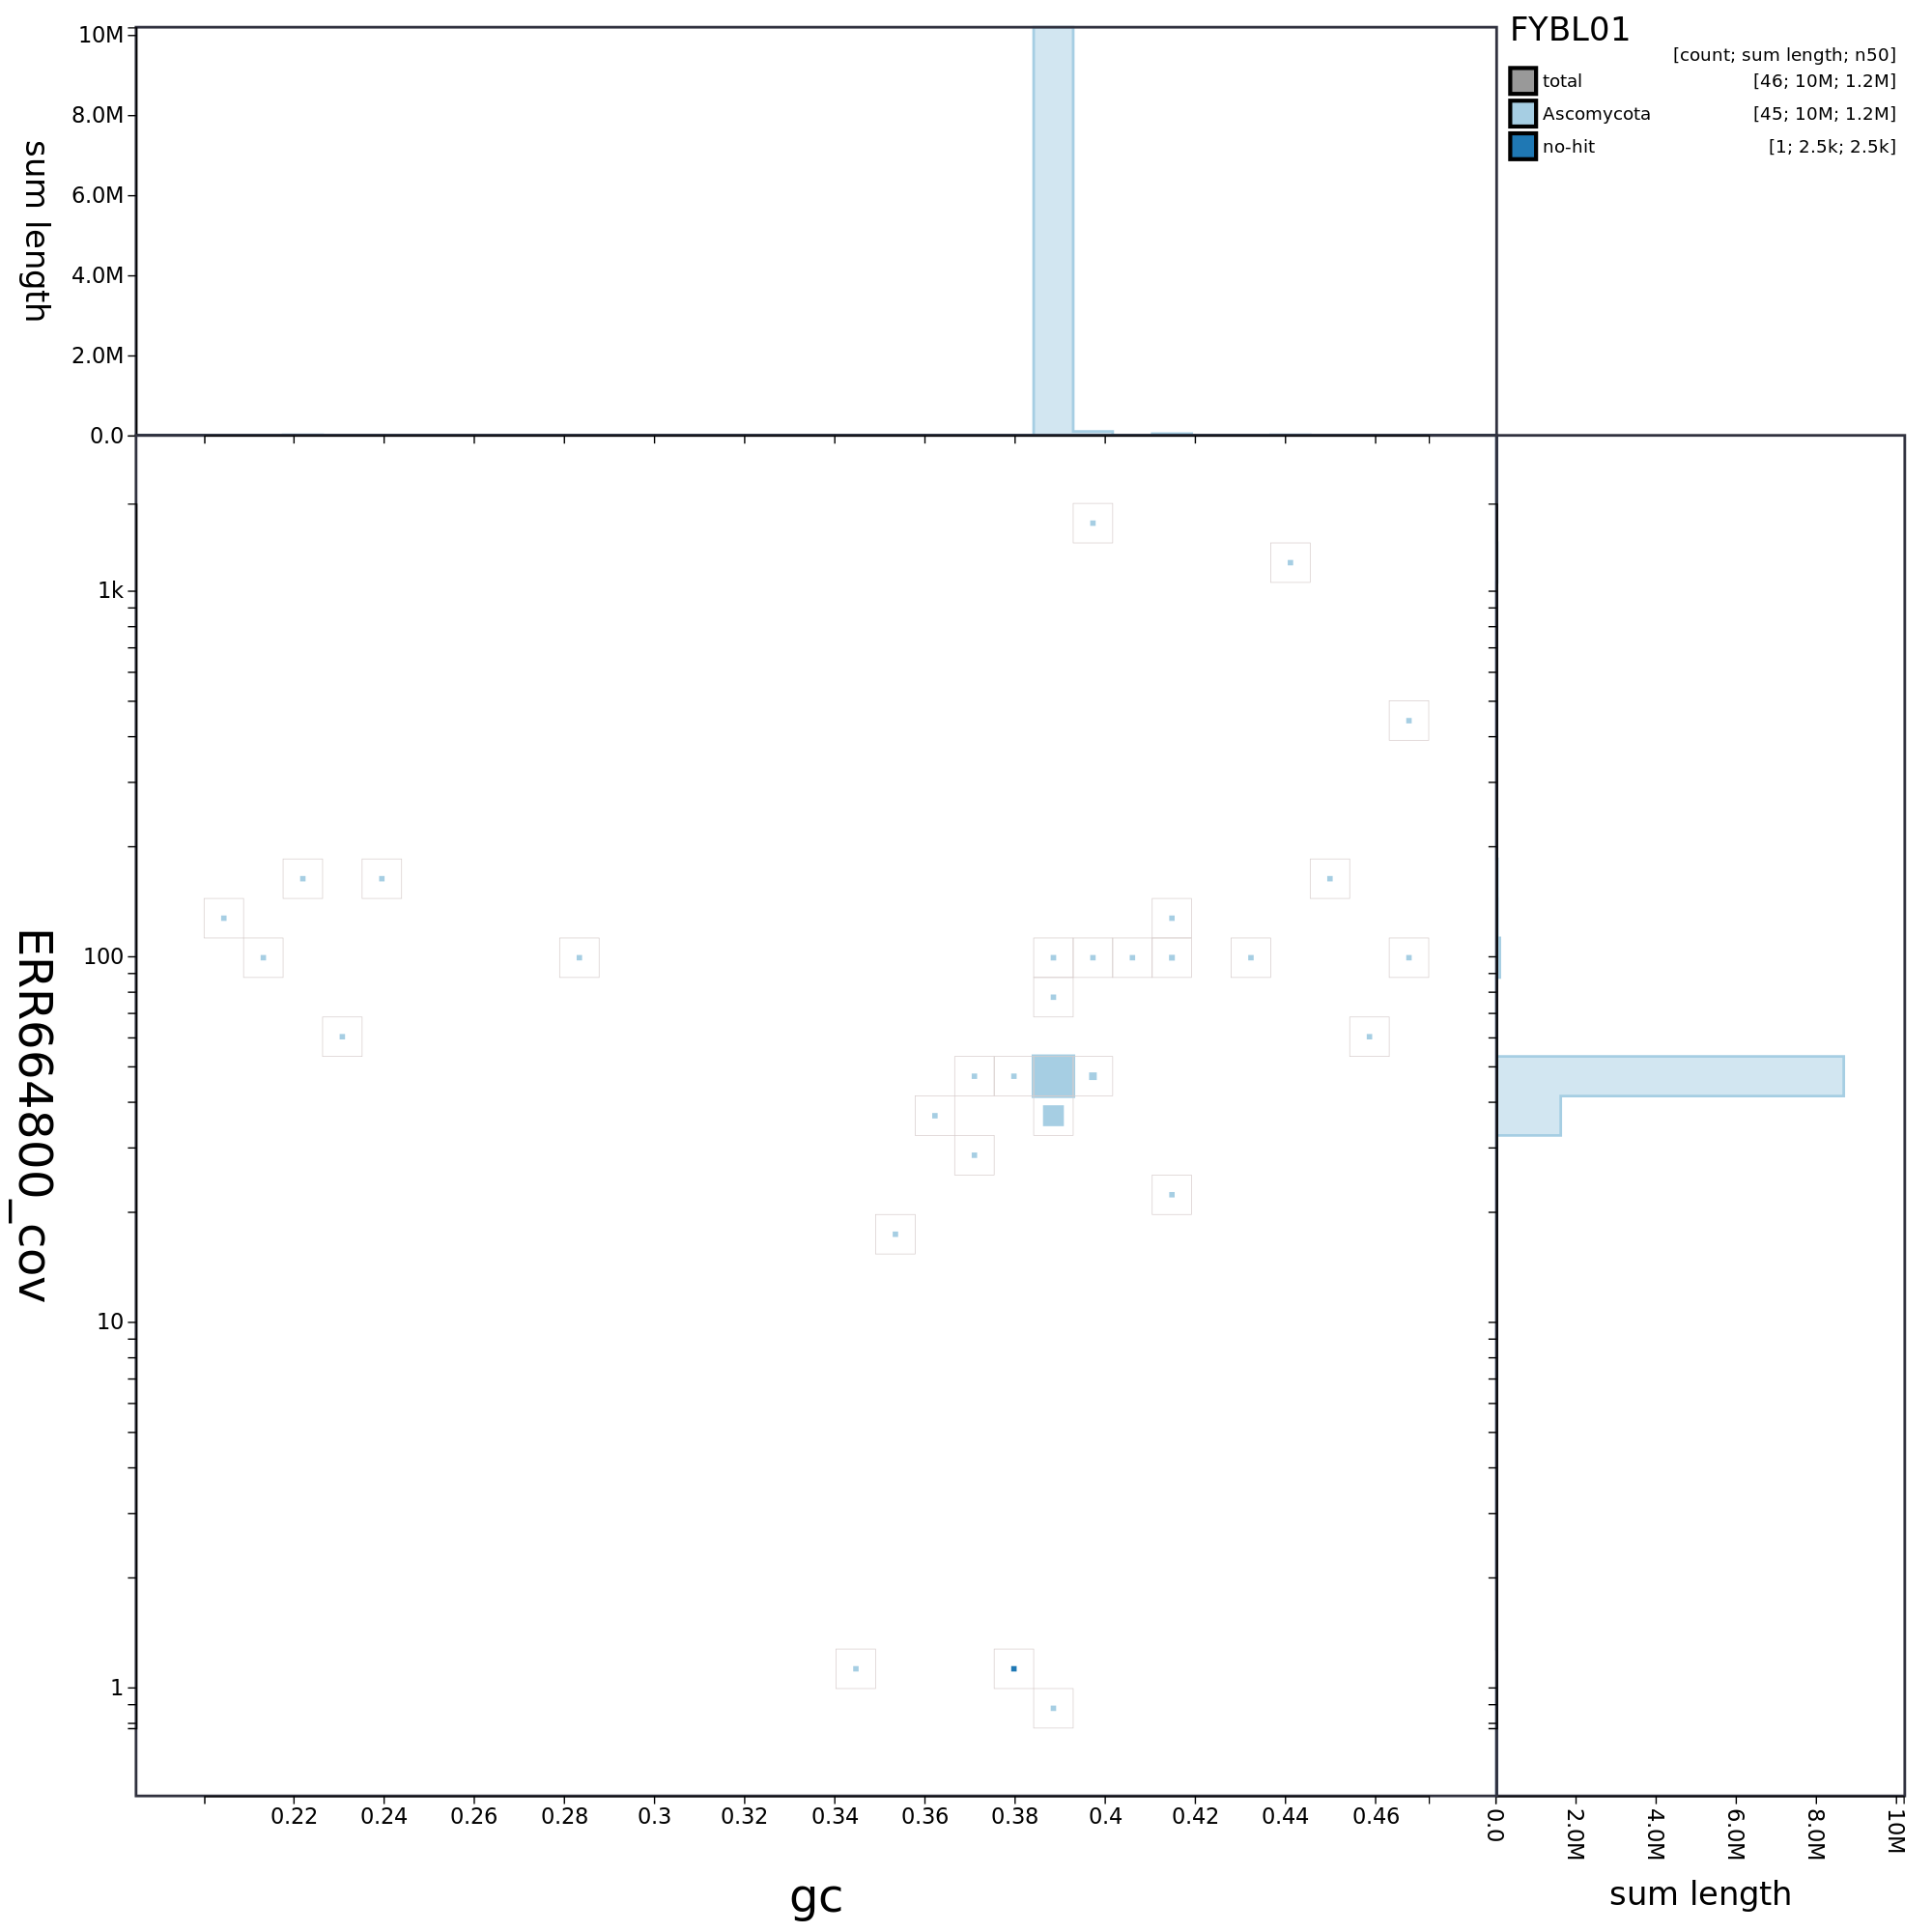 FYBL01
[count; sum length; n50]
total [46; 10M; 1.2M]
Ascomycota [45; 10M; 1.2M]
no-hit [1; 2.5k; 2.5k]
sum length
10M
8.0M
6.0M
4.0M
2.0M
0.0
ERR664800_cov
1k
100
10
1
0.22 0.24 0.26 0.28 0.3 0.32 0.34 0.36 0.38 0.4 0.42 0.44 0.46
gc
0.0 2.0M 4.0M 6.0M 8.0M 10M
sum length